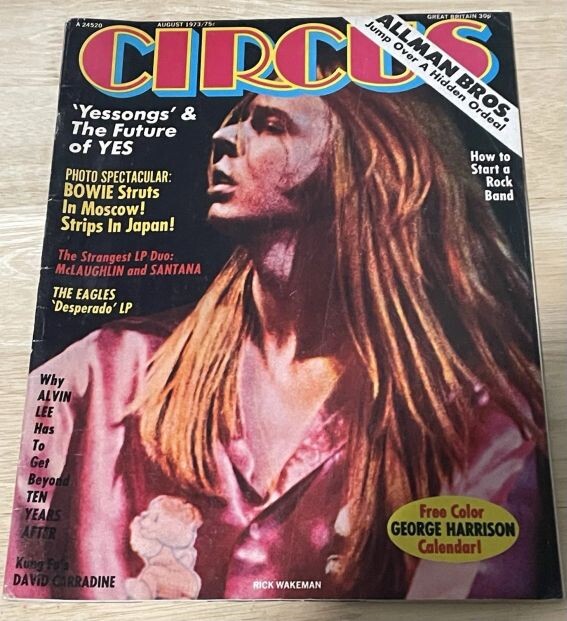 A 24520
AUGUST 1973/75¢
GREAT BRITAIN 30p
CIRCUS
ALLMAN BROS.
Jump Over A Hidden Ordeal
'Yessongs' &
The Future
of YES
How to
Start a
Rock
Band
PHOTO SPECTACULAR:
BOWIE Struts
In Moscow!
Strips In Japan!
The Strangest LP Duo:
McLAUGHLIN and SANTANA
THE EAGLES
'Desperado' LP
Why
ALVIN
LEE
Has
To
Get
Beyond
TEN
YEARS
AFTER
Kung Fu's
DAVID CARRADINE
Free Color
GEORGE HARRISON
Calendar!
RICK WAKEMAN